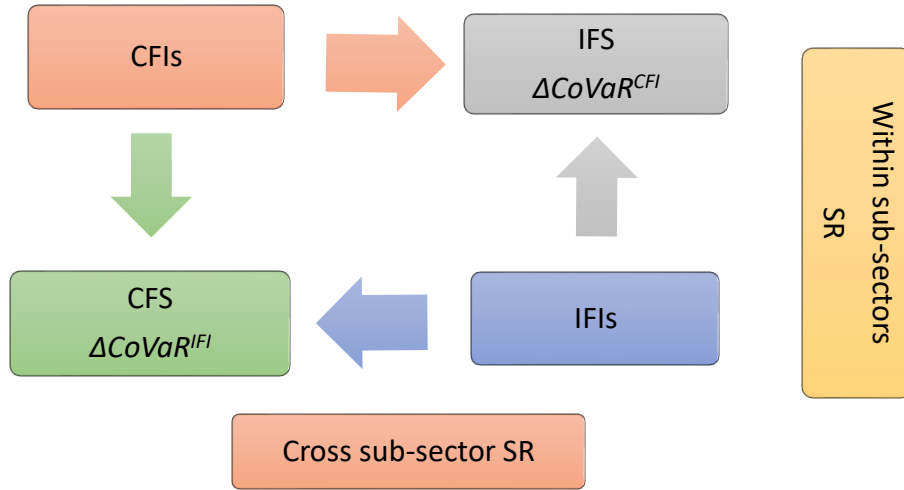 CFIs
IFS
ΔCoVaR^CFI
CFS
ΔCoVaR^IFI
IFIs
Cross sub-sector SR
Within sub-sectors
SR